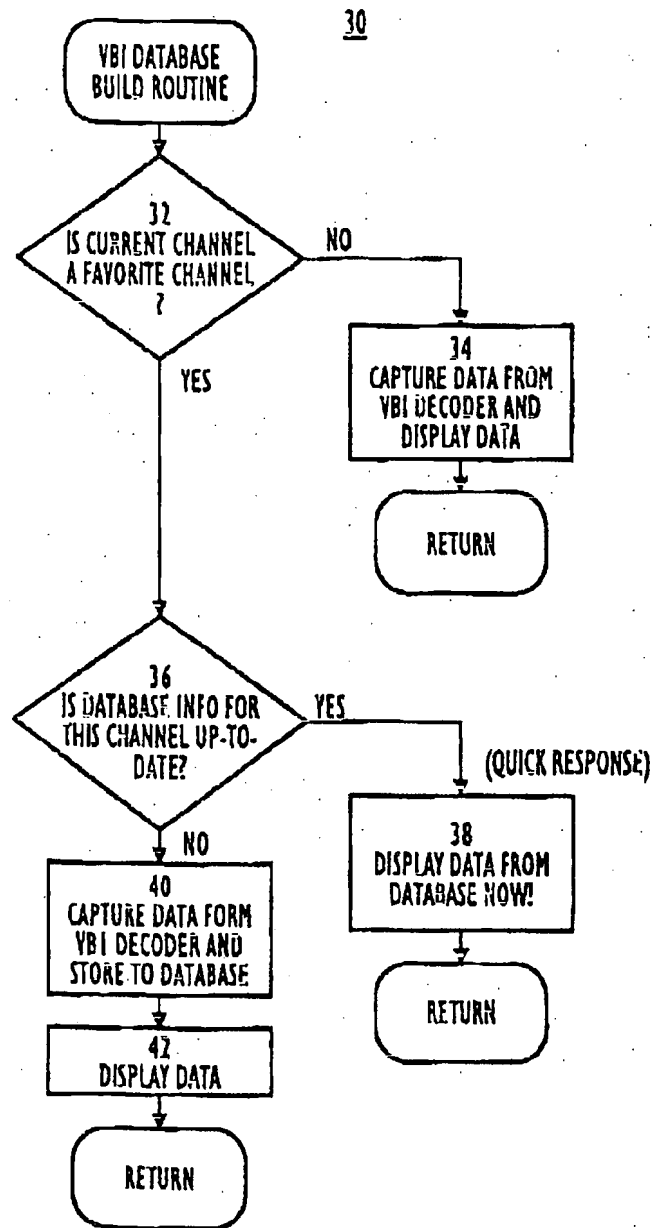 30
VBI DATABASE
BUILD ROUTINE
32
IS CURRENT CHANNEL
A FAVORITE CHANNEL
?
NO
YES
34
CAPTURE DATA FROM
VBI DECODER AND
DISPLAY DATA
RETURN
36
IS DATABASE INFO FOR
THIS CHANNEL UP-TO-
DATE?
YES
(QUICK RESPONSE)
NO
38
DISPLAY DATA FROM
DATABASE NOW!
RETURN
40
CAPTURE DATA FORM
VBI DECODER AND
STORE TO DATABASE
42
DISPLAY DATA
RETURN